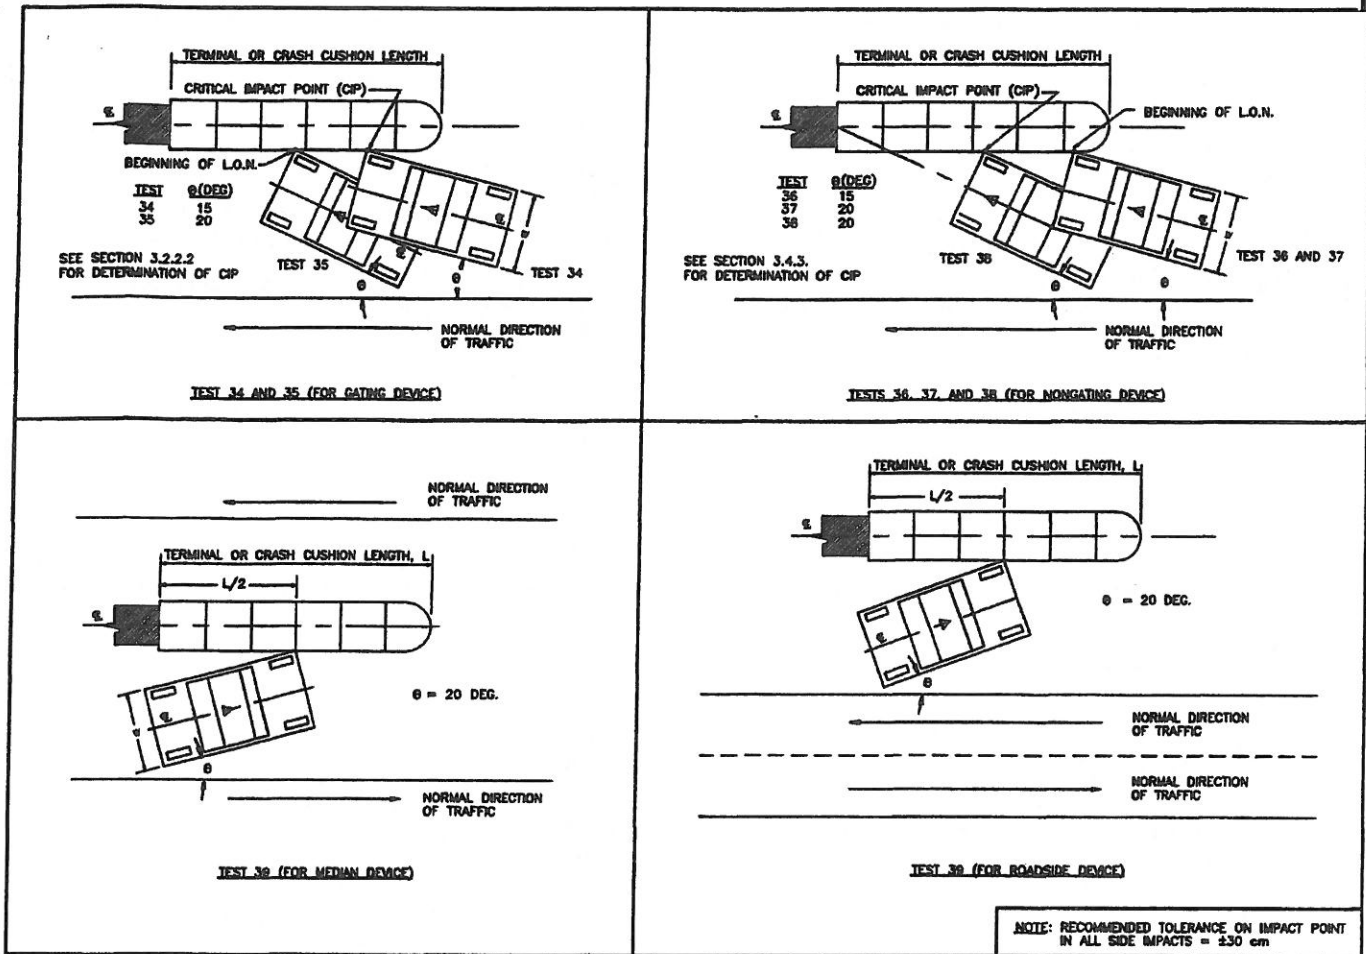 TERMINAL OR CRASH CUSHION LENGTH
CRITICAL IMPACT POINT (CIP)
℄
BEGINNING OF L.O.N.
TEST θ(DEG)
34 15
35 20
SEE SECTION 3.2.2.2
FOR DETERMINATION OF CIP
TEST 35
℄
℄
TEST 34
θ
θ
NORMAL DIRECTION
OF TRAFFIC
TEST 34 AND 35 (FOR GATING DEVICE)
TERMINAL OR CRASH CUSHION LENGTH
CRITICAL IMPACT POINT (CIP)
BEGINNING OF L.O.N.
℄
TEST θ(DEG)
36 15
37 20
38 20
SEE SECTION 3.4.3.
FOR DETERMINATION OF CIP
TEST 38
℄
TEST 36 AND 37
θ
θ
NORMAL DIRECTION
OF TRAFFIC
TESTS 36, 37, AND 38 (FOR NONGATING DEVICE)
NORMAL DIRECTION
OF TRAFFIC
TERMINAL OR CRASH CUSHION LENGTH, L
L/2
℄
℄
θ = 20 DEG.
θ
NORMAL DIRECTION
OF TRAFFIC
TEST 39 (FOR MEDIAN DEVICE)
TERMINAL OR CRASH CUSHION LENGTH, L
L/2
℄
θ = 20 DEG.
℄
θ
NORMAL DIRECTION
OF TRAFFIC
NORMAL DIRECTION
OF TRAFFIC
TEST 39 (FOR ROADSIDE DEVICE)
NOTE: RECOMMENDED TOLERANCE ON IMPACT POINT
IN ALL SIDE IMPACTS = ±30 cm